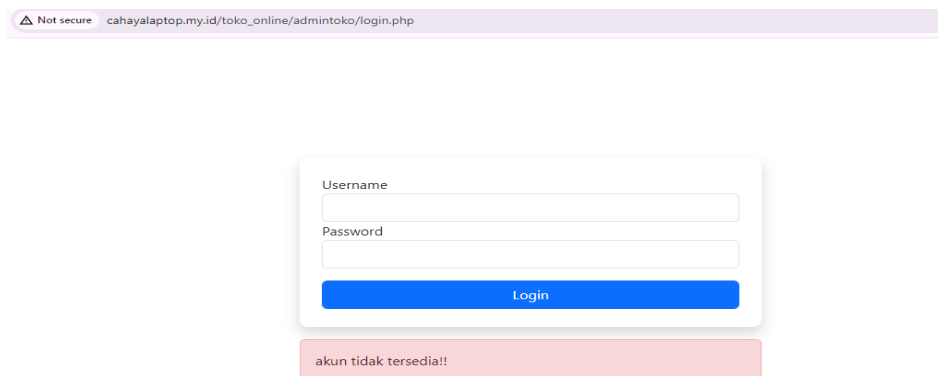 Not secure cahayalaptop.my.id/toko_online/admintoko/login.php
Username
Password
Login
akun tidak tersedia!!